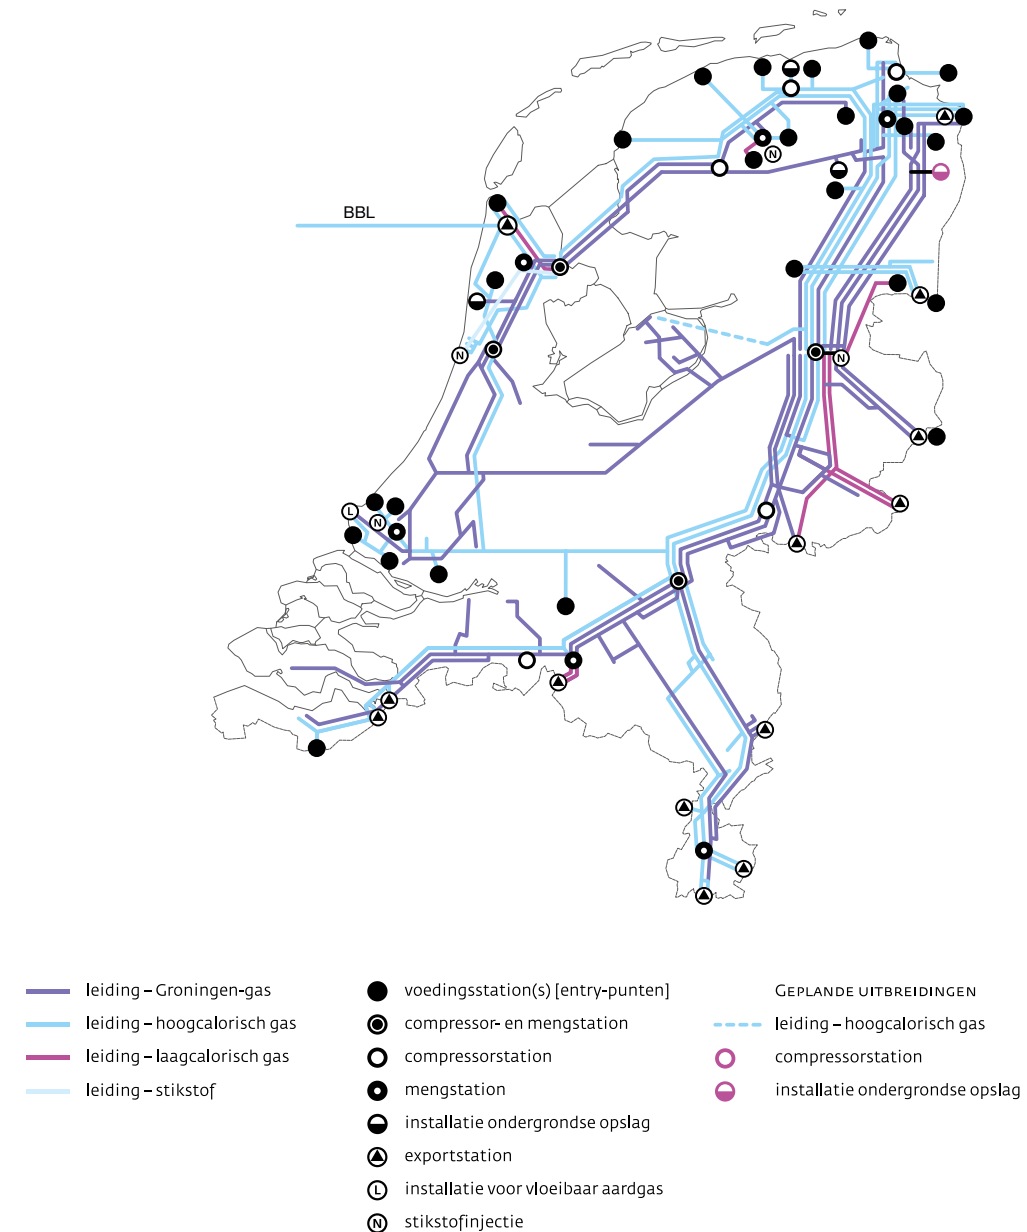 BBL
N
N
N
N
L
N
leiding – Groningen-gas
leiding – hoogcalorisch gas
leiding – laagcalorisch gas
leiding – stikstof
voedingsstation(s) [entry-punten]
compressor- en mengstation
compressorstation
mengstation
installatie ondergrondse opslag
exportstation
L installatie voor vloeibaar aardgas
N stikstofinjectie
GEPLANDE UITBREIDINGEN
leiding – hoogcalorisch gas
compressorstation
installatie ondergrondse opslag